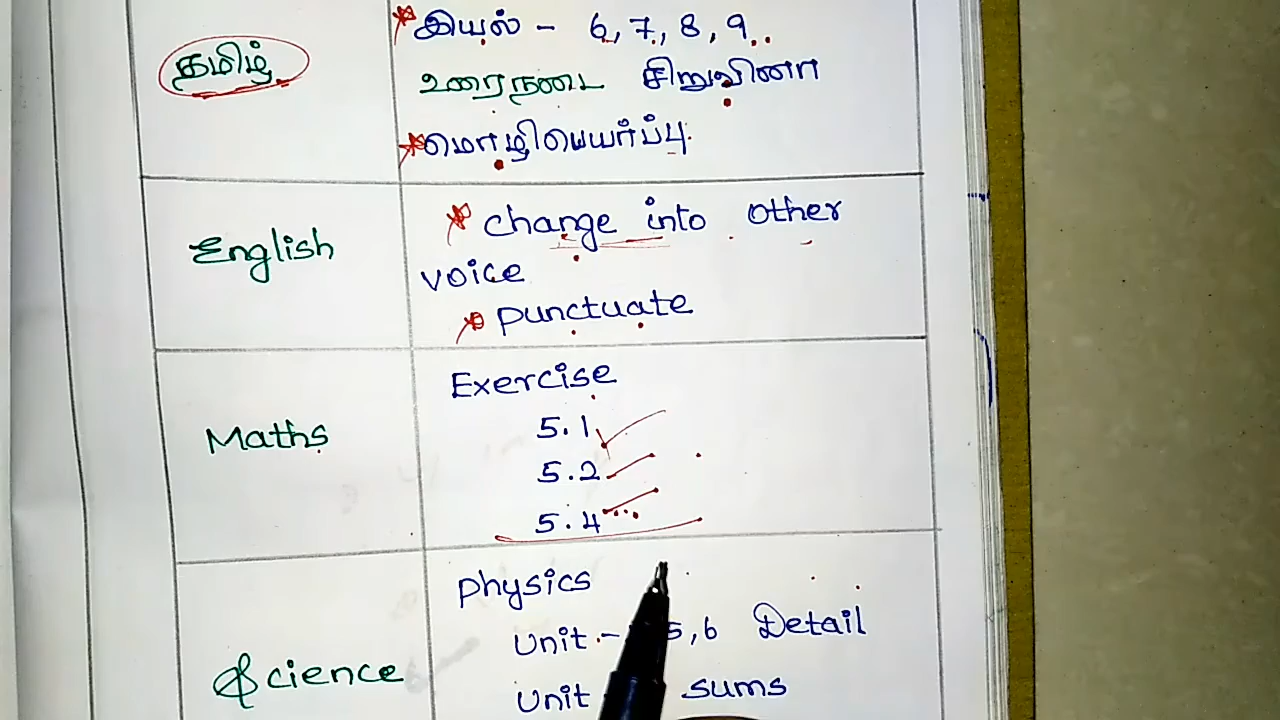 தமிழ்
* இயல் - 6, 7, 8, 9
உரைநடை சிறுவினா
* மொழிபெயர்ப்பு
English
* change into other
voice
* punctuate
Maths
Exercise
5.1
5.2
5.4
Science
Physics
Unit - 5, 6 Detail
Unit sums